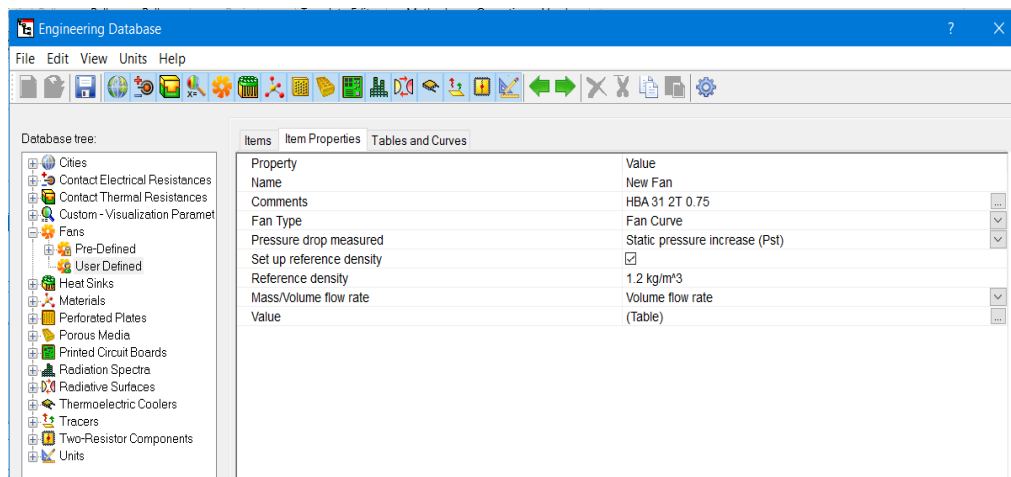 Engineering Database
File Edit View Units Help
Database tree:
Cities
Contact Electrical Resistances
Contact Thermal Resistances
Custom - Visualization Paramet
Fans
Pre-Defined
User Defined
Heat Sinks
Materials
Perforated Plates
Porous Media
Printed Circuit Boards
Radiation Spectra
Radiative Surfaces
Thermoelectric Coolers
Tracers
Two-Resistor Components
Units
Items Item Properties Tables and Curves
Property Value
Name New Fan
Comments HBA 31 2T 0.75 ...
Fan Type Fan Curve
Pressure drop measured Static pressure increase (Pst)
Set up reference density
Reference density 1.2 kg/m^3
Mass/Volume flow rate Volume flow rate
Value (Table) ...